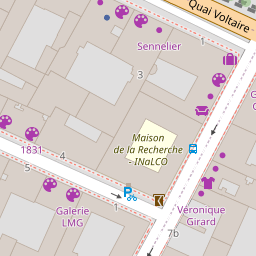 Quai Voltaire
1
Sennelier
3
Maison
de la Recherche
- INaLCO
1831
4
5
Galerie
LMG
1
Véronique
Girard
7b